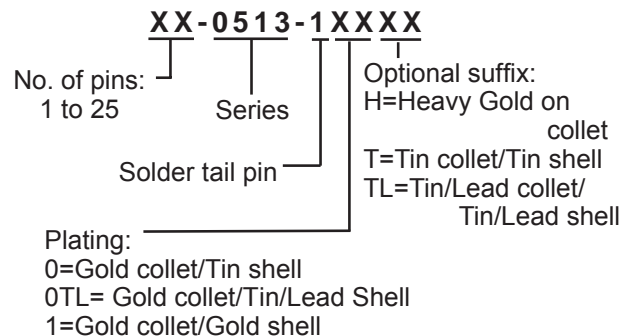 XX-0513-1XXXX
No. of pins:
1 to 25
Series
Solder tail pin
Optional suffix:
H=Heavy Gold on
collet
T=Tin collet/Tin shell
TL=Tin/Lead collet/
Tin/Lead shell
Plating:
0=Gold collet/Tin shell
0TL= Gold collet/Tin/Lead Shell
1=Gold collet/Gold shell